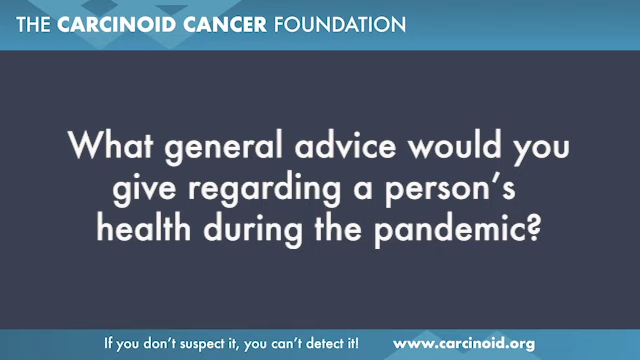 THE CARCINOID CANCER FOUNDATION
What general advice would you
give regarding a person's
health during the pandemic?
If you don't suspect it, you can't detect it! www.carcinoid.org